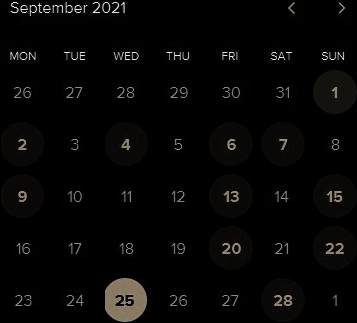 September 2021 < >
MON TUE WED THU FRI SAT SUN
26 27 28 29 30 31 1
2 3 4 5 6 7 8
9 10 11 12 13 14 15
16 17 18 19 20 21 22
23 24 25 26 27 28 1